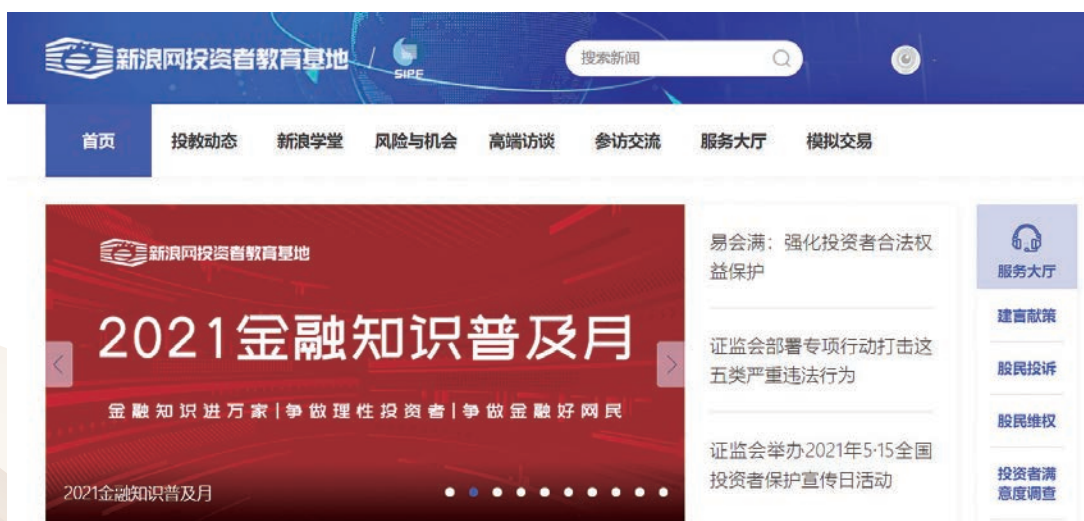 新浪网投资者教育基地
SIPE
搜索新闻
首页 投教动态 新浪学堂 风险与机会 高端访谈 参访交流 服务大厅 模拟交易
新浪网投资者教育基地
2021金融知识普及月
金融知识进万家|争做理性投资者|争做金融好网民
2021金融知识普及月
易会满：强化投资者合法权
益保护
证监会部署专项行动打击这
五类严重违法行为
证监会举办2021年5·15全国
投资者保护宣传日活动
服务大厅
建言献策
股民投诉
股民维权
投资者满
意度调查